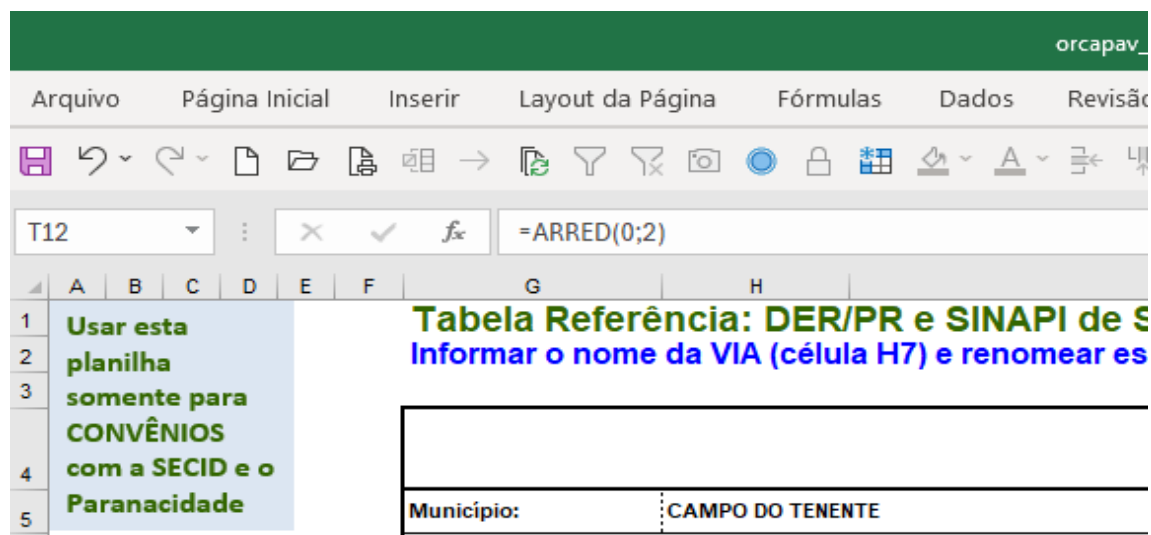 orcapav_
Arquivo Página Inicial Inserir Layout da Página Fórmulas Dados Revisão
T12 fx =ARRED(0;2)
A B C D E F G H
1 Tabela Referência: DER/PR e SINAPI de S
Usar esta
2 Informar o nome da VIA (célula H7) e renomear es
planilha
3 somente para
CONVÊNIOS
4 com a SECID e o
5 Paranacidade
Município: CAMPO DO TENENTE